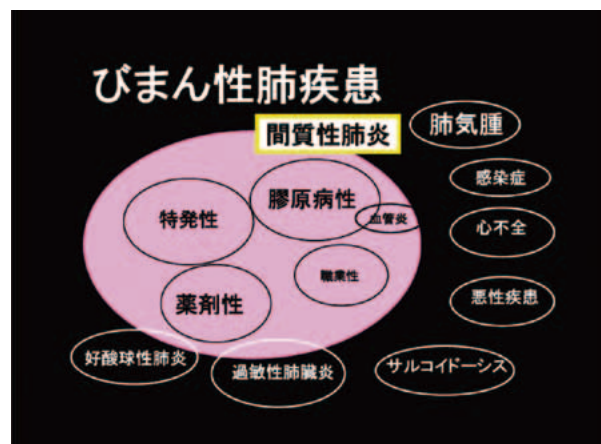 びまん性肺疾患
間質性肺炎
肺気腫
感染症
特発性
膠原病性
血管炎
心不全
職業性
薬剤性
悪性疾患
好酸球性肺炎
過敏性肺臓炎
サルコイドーシス